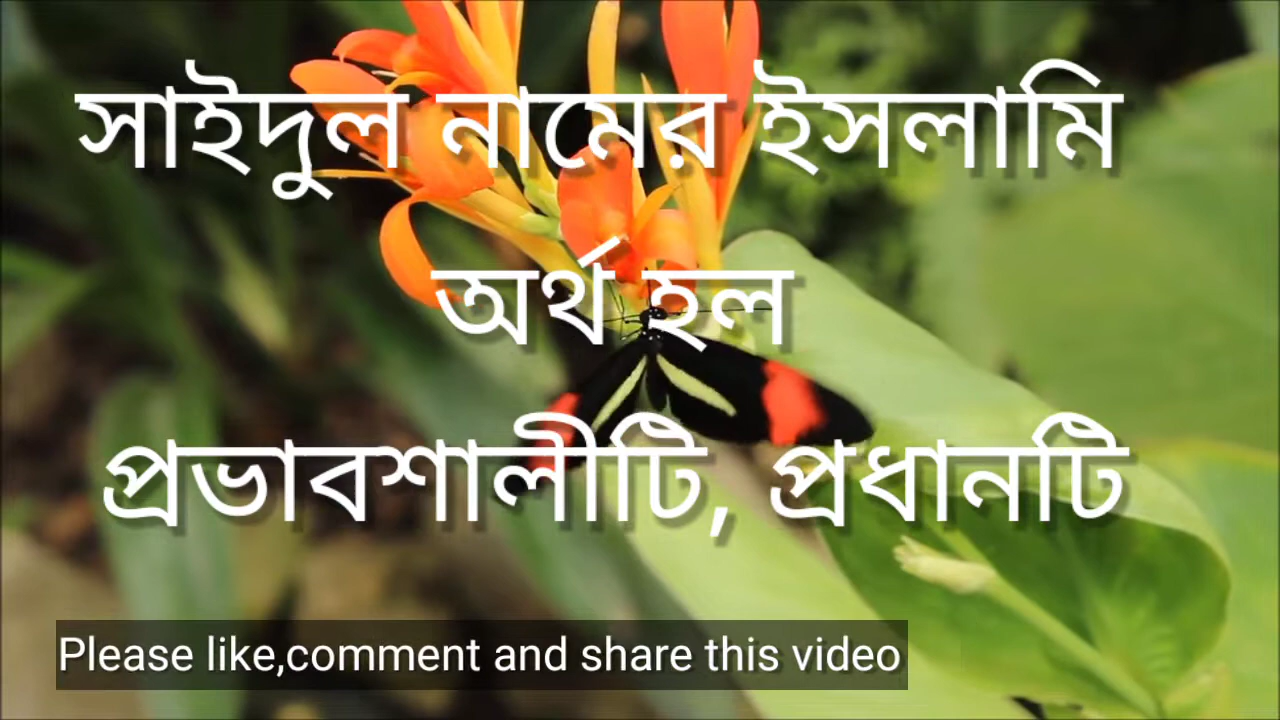 সাইদুল নামের ইসলামি
অর্থ হল
প্রভাবশালীটি, প্রধানটি
Please like,comment and share this video